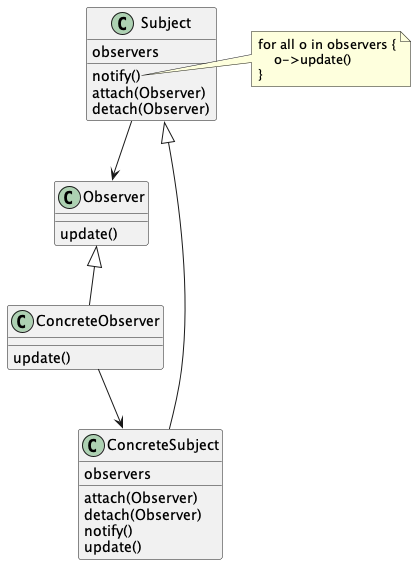 C Subject
observers
notify()
attach(Observer)
detach(Observer)
for all o in observers {
o->update()
}
C Observer
update()
C ConcreteObserver
update()
C ConcreteSubject
observers
attach(Observer)
detach(Observer)
notify()
update()